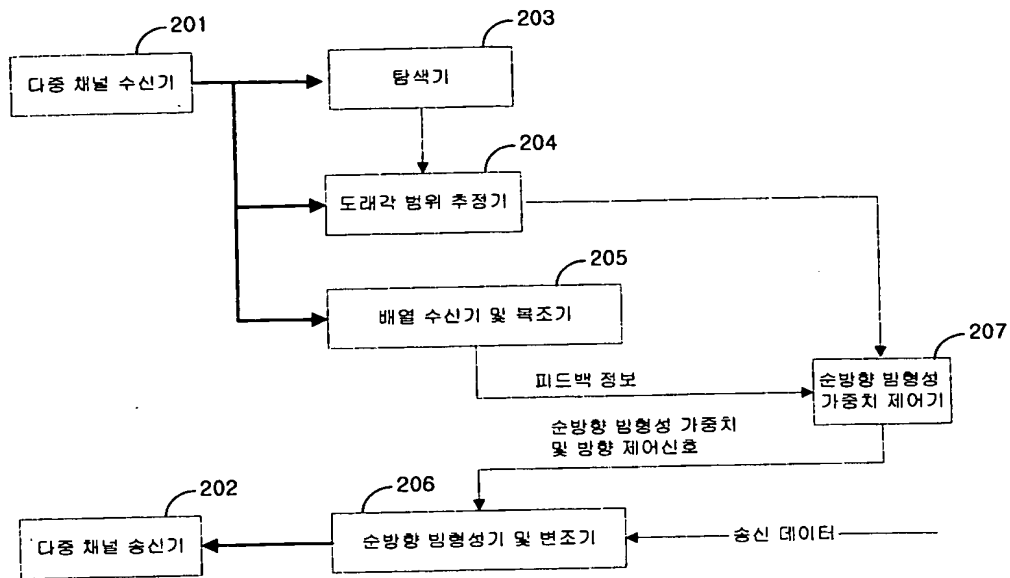 201
다중 채널 수신기
203
탐색기
204
도래각 범위 추정기
205
배열 수신기 및 복조기
207
순방향 빔형성
가중치 제어기
피드백 정보
순방향 빔형성 가중치
및 방향 제어신호
202
다중 채널 송신기
206
순방향 빔형성기 및 변조기
송신 데이터